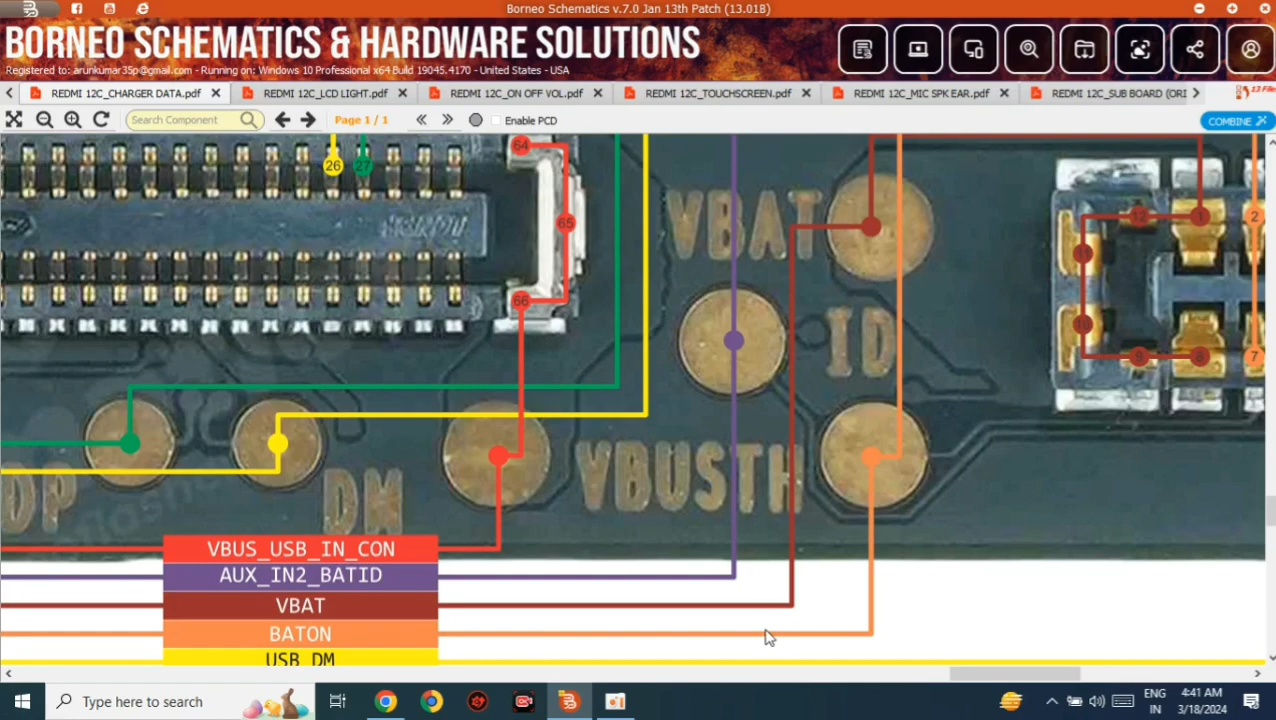 Borneo Schematics v.7.0 Jan 13th Patch (13.018)
BORNEO SCHEMATICS & HARDWARE SOLUTIONS
Registered to: arunkumar35p@gmail.com - Running on: Windows 10 Professional x64 Build 19045.4170 - United States - USA
REDMI 12C_CHARGER DATA.pdf
REDMI 12C_LCD LIGHT.pdf
REDMI 12C_ON OFF VOL.pdf
REDMI 12C_TOUCHSCREEN.pdf
REDMI 12C_MIC SPK EAR.pdf
REDMI 12C_SUB BOARD (ORI
13 File
Search Component
Page 1 / 1
Enable PCD
COMBINE
64
26
27
65
66
VBAT
12
1
2
11
ID
10
9
8
7
DP
DM
VBUSTH
VBUS_USB_IN_CON
AUX_IN2_BATID
VBAT
BATON
USB_DM
Type here to search
ENG
IN
4:41 AM
3/18/2024